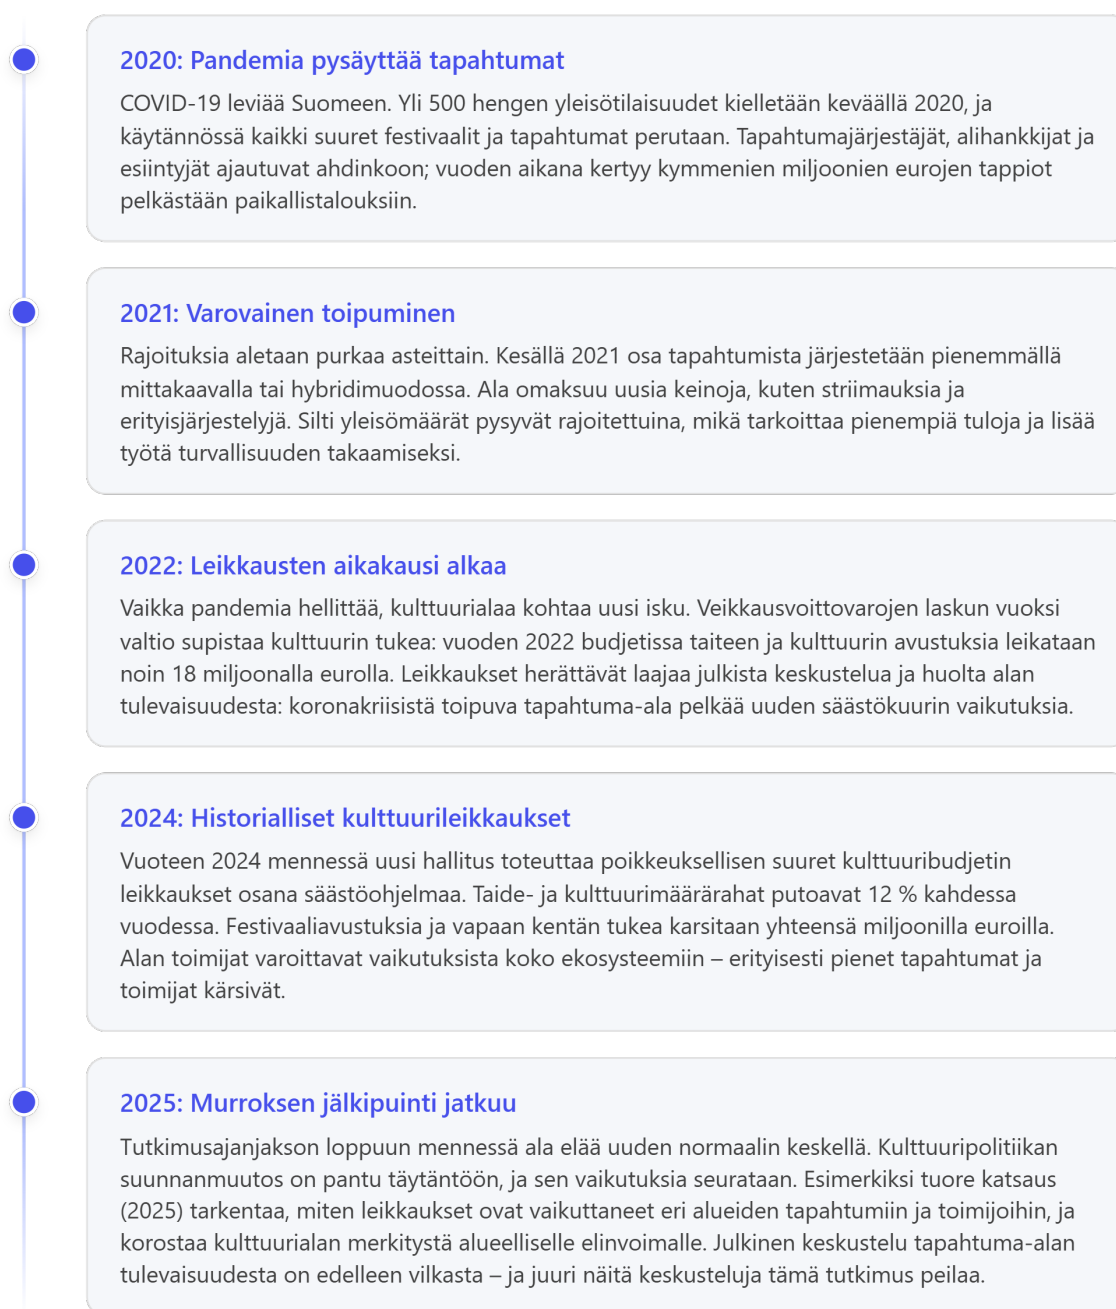 2020: Pandemia pysäyttää tapahtumat
COVID-19 leviää Suomeen. Yli 500 hengen yleisötilaisuudet kielletään keväällä 2020, ja
käytännössä kaikki suuret festivaalit ja tapahtumat perutaan. Tapahtumajärjestäjät, alihankkijat ja
esiintyjät ajautuvat ahdinkoon; vuoden aikana kertyy kymmenien miljoonien eurojen tappiot
pelkästään paikallistalouksiin.
2021: Varovainen toipuminen
Rajoituksia aletaan purkaa asteittain. Kesällä 2021 osa tapahtumista järjestetään pienemmällä
mittakaavalla tai hybridimuodossa. Ala omaksuu uusia keinoja, kuten striimauksia ja
erityisjärjestelyjä. Silti yleisömäärät pysyvät rajoitettuina, mikä tarkoittaa pienempiä tuloja ja lisää
työtä turvallisuuden takaamiseksi.
2022: Leikkausten aikakausi alkaa
Vaikka pandemia hellittää, kulttuurialaa kohtaa uusi isku. Veikkausvoittovarojen laskun vuoksi
valtio supistaa kulttuurin tukea: vuoden 2022 budjetissa taiteen ja kulttuurin avustuksia leikataan
noin 18 miljoonalla eurolla. Leikkaukset herättävät laajaa julkista keskustelua ja huolta alan
tulevaisuudesta: koronakriisistä toipuva tapahtuma-ala pelkää uuden säästökuurin vaikutuksia.
2024: Historialliset kulttuurileikkaukset
Vuoteen 2024 mennessä uusi hallitus toteuttaa poikkeuksellisen suuret kulttuuribudjetin
leikkaukset osana säästöohjelmaa. Taide- ja kulttuurimäärärahat putoavat 12 % kahdessa
vuodessa. Festivaaliavustuksia ja vapaan kentän tukea karsitaan yhteensä miljoonilla euroilla.
Alan toimijat varoittavat vaikutuksista koko ekosysteemiin – erityisesti pienet tapahtumat ja
toimijat kärsivät.
2025: Murroksen jälkipuinti jatkuu
Tutkimusajanjakson loppuun mennessä ala elää uuden normaalin keskellä. Kulttuuripolitiikan
suunnanmuutos on pantu täytäntöön, ja sen vaikutuksia seurataan. Esimerkiksi tuore katsaus
(2025) tarkentaa, miten leikkaukset ovat vaikuttaneet eri alueiden tapahtumiin ja toimijoihin, ja
korostaa kulttuurialan merkitystä alueelliselle elinvoimalle. Julkinen keskustelu tapahtuma-alan
tulevaisuudesta on edelleen vilkasta – ja juuri näitä keskusteluja tämä tutkimus peilaa.